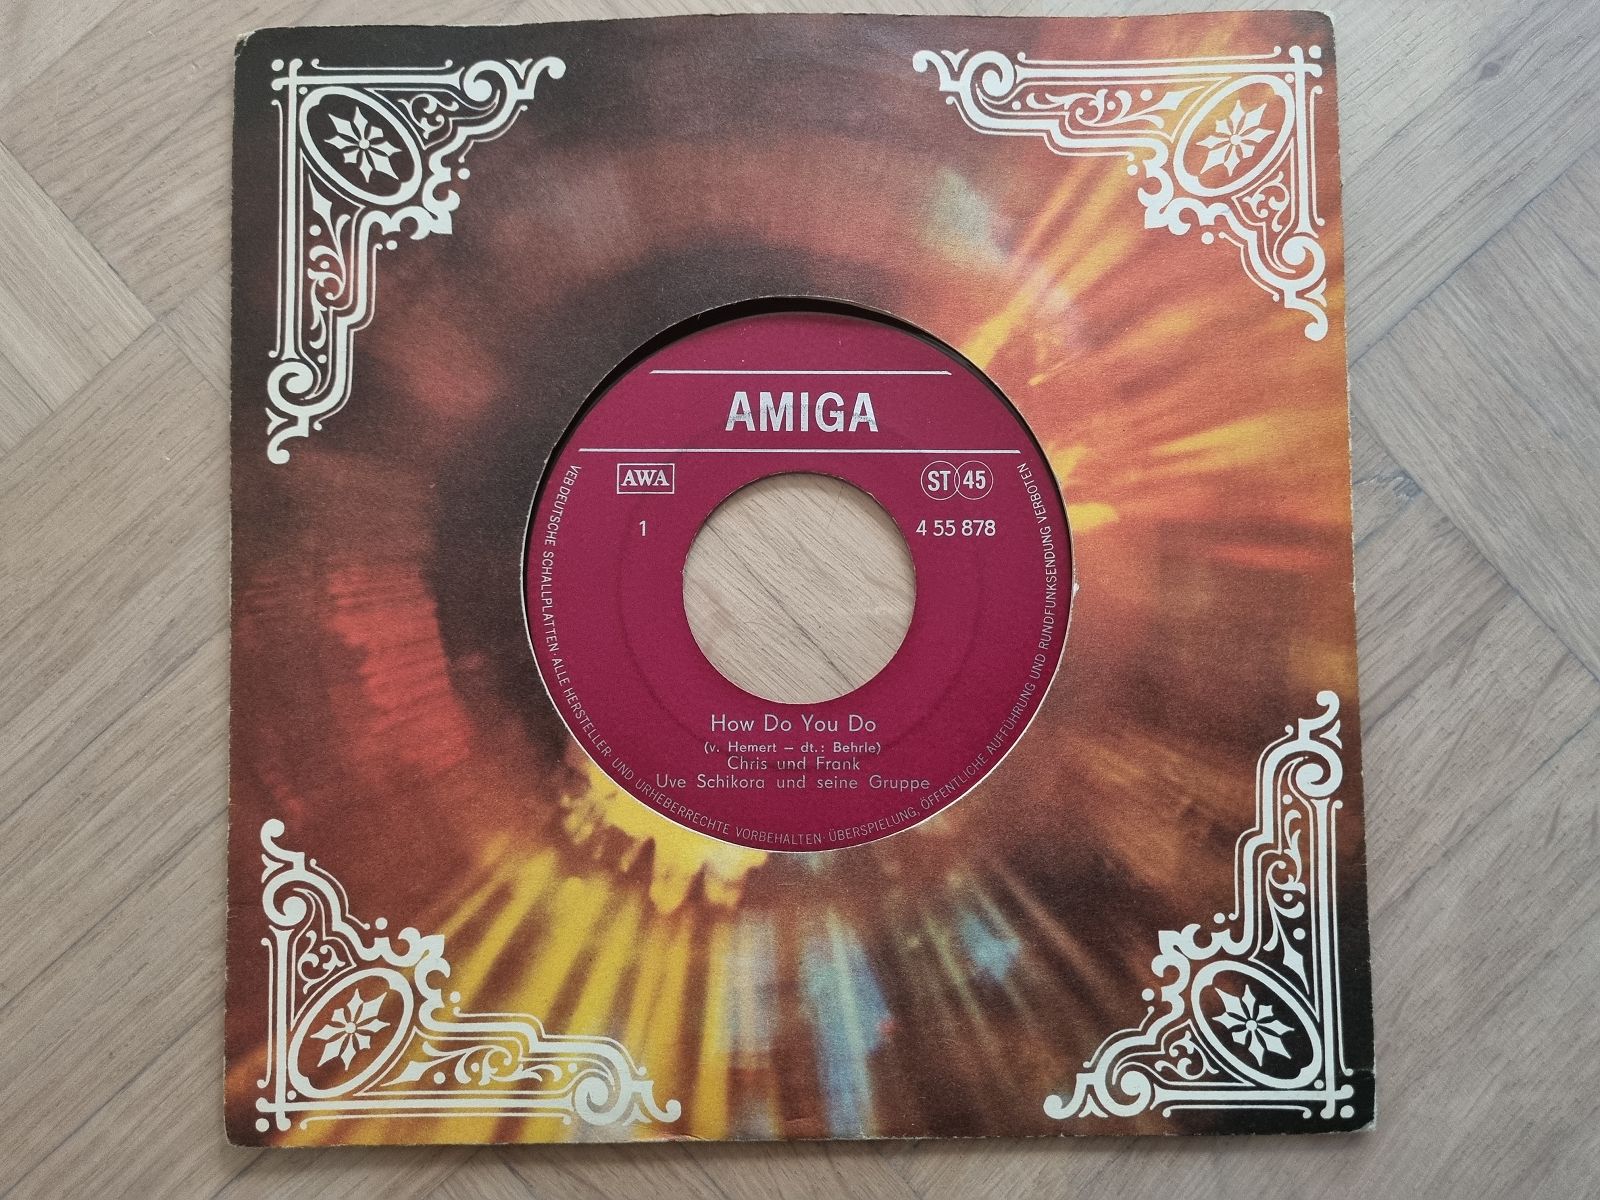 AMIGA
AWA
ST 45
1
4 55 878
How Do You Do
(v. Hemert – dt.: Behrle)
Chris und Frank
Uve Schikora und seine Gruppe
VEB DEUTSCHE SCHALLPLATTEN · ALLE HERSTELLER- UND URHEBERRECHTE VORBEHALTEN · ÜBERSPIELUNG, ÖFFENTLICHE AUFFÜHRUNG UND RUNDFUNKSENDUNG VERBOTEN